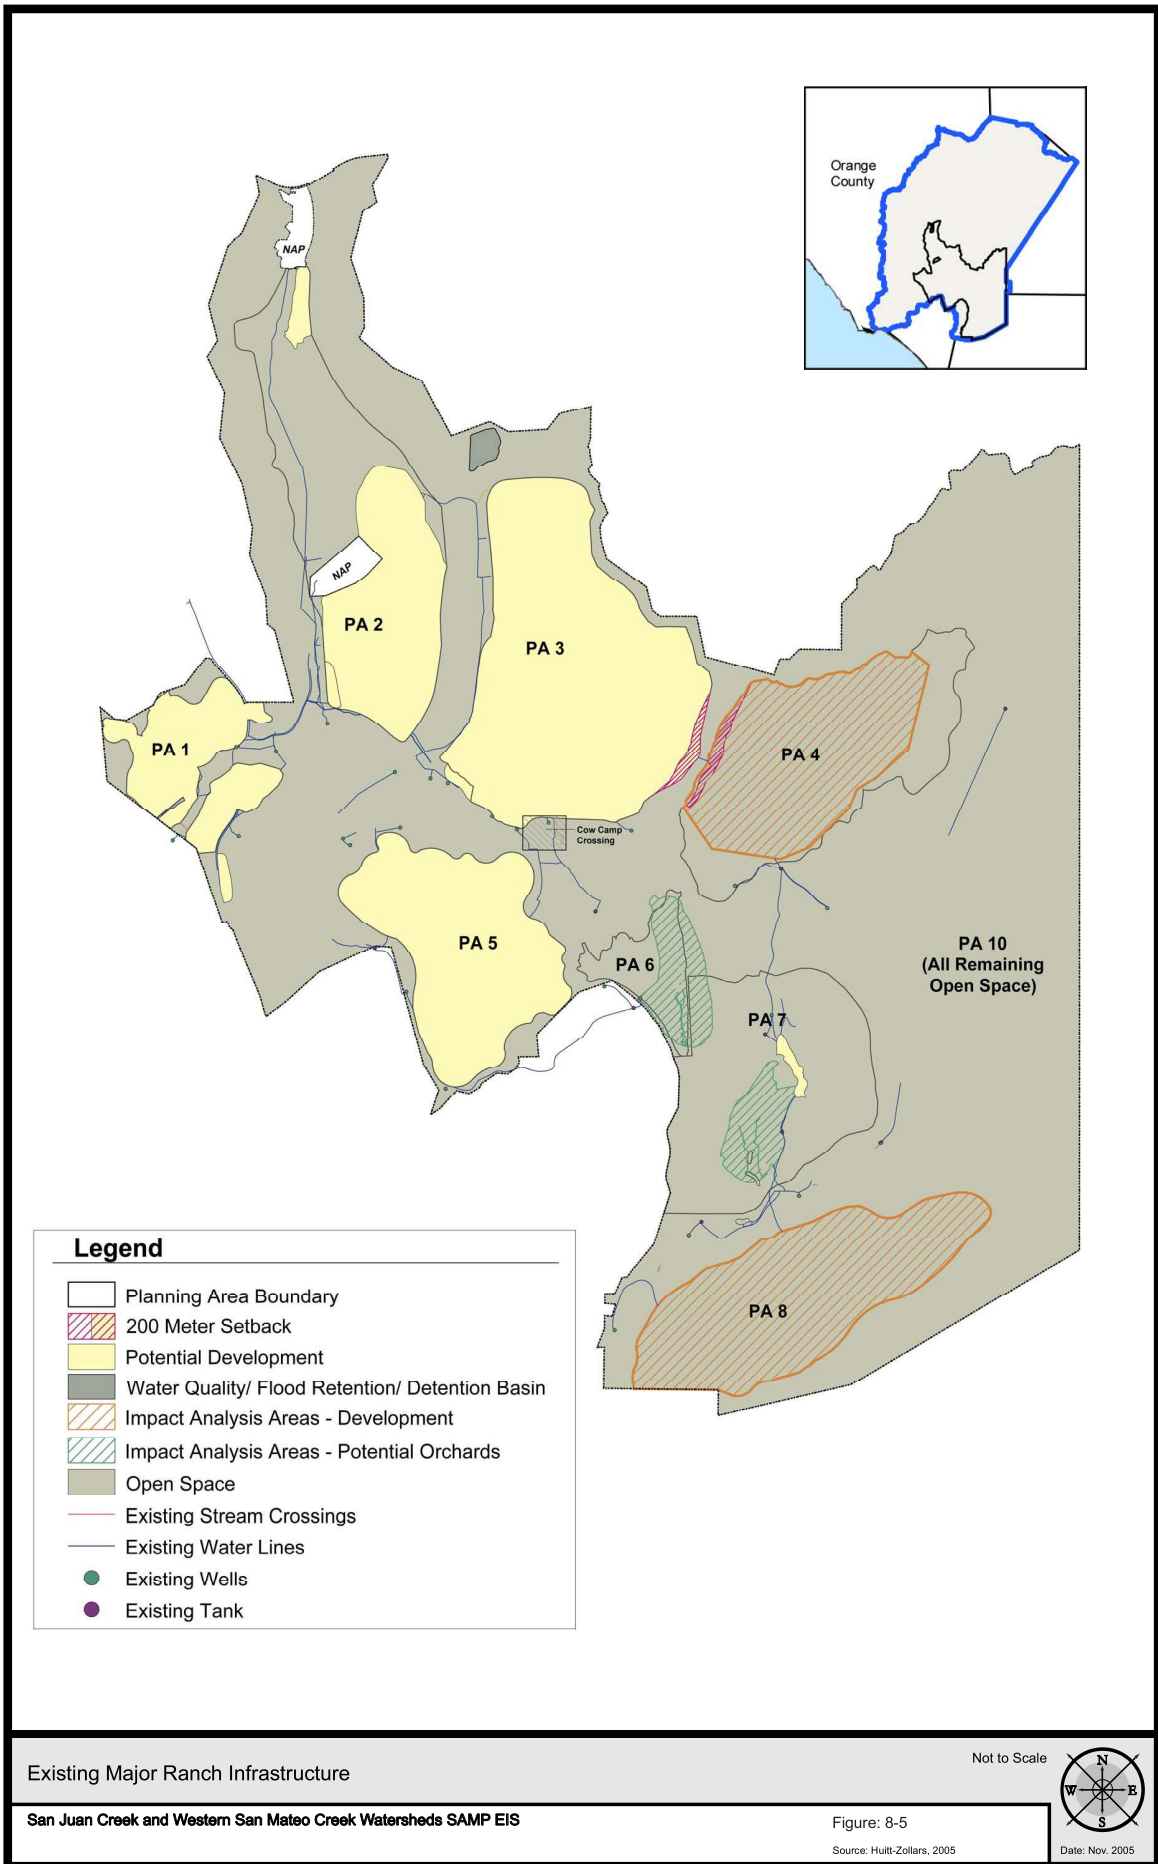 Orange
County
NAP
NAP
PA 2
PA 3
PA 1
PA 4
Cow Camp
Crossing
PA 5
PA 6
PA 10
(All Remaining
Open Space)
PA 7
PA 8
Legend
Planning Area Boundary
200 Meter Setback
Potential Development
Water Quality/ Flood Retention/ Detention Basin
Impact Analysis Areas - Development
Impact Analysis Areas - Potential Orchards
Open Space
Existing Stream Crossings
Existing Water Lines
Existing Wells
Existing Tank
Existing Major Ranch Infrastructure
Not to Scale
N
W E
S
San Juan Creek and Western San Mateo Creek Watersheds SAMP EIS
Figure: 8-5
Source: Huitt-Zollars, 2005
Date: Nov. 2005